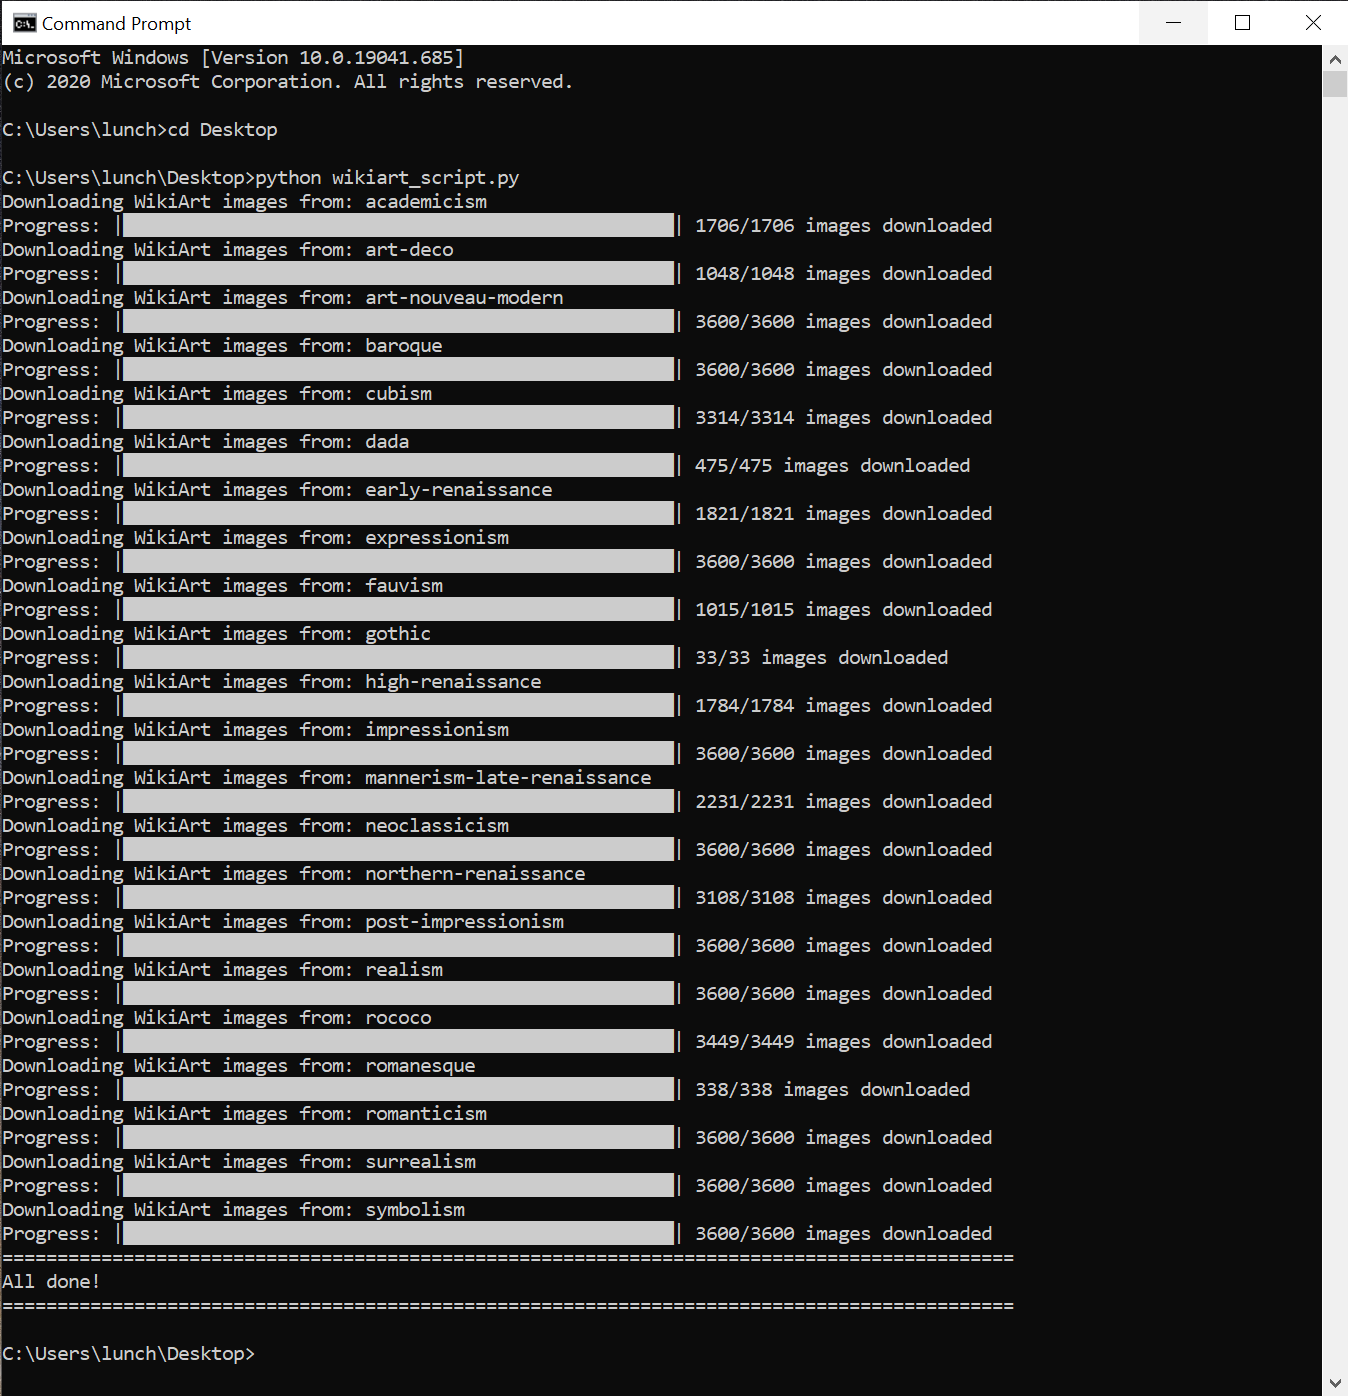 Command Prompt
Microsoft Windows [Version 10.0.19041.685]
(c) 2020 Microsoft Corporation. All rights reserved.
C:\Users\lunch>cd Desktop
C:\Users\lunch\Desktop>python wikiart_script.py
Downloading WikiArt images from: academicism
Progress: |██████████████████████████████████████████████████| 1706/1706 images downloaded
Downloading WikiArt images from: art-deco
Progress: |██████████████████████████████████████████████████| 1048/1048 images downloaded
Downloading WikiArt images from: art-nouveau-modern
Progress: |██████████████████████████████████████████████████| 3600/3600 images downloaded
Downloading WikiArt images from: baroque
Progress: |██████████████████████████████████████████████████| 3600/3600 images downloaded
Downloading WikiArt images from: cubism
Progress: |██████████████████████████████████████████████████| 3314/3314 images downloaded
Downloading WikiArt images from: dada
Progress: |██████████████████████████████████████████████████| 475/475 images downloaded
Downloading WikiArt images from: early-renaissance
Progress: |██████████████████████████████████████████████████| 1821/1821 images downloaded
Downloading WikiArt images from: expressionism
Progress: |██████████████████████████████████████████████████| 3600/3600 images downloaded
Downloading WikiArt images from: fauvism
Progress: |██████████████████████████████████████████████████| 1015/1015 images downloaded
Downloading WikiArt images from: gothic
Progress: |██████████████████████████████████████████████████| 33/33 images downloaded
Downloading WikiArt images from: high-renaissance
Progress: |██████████████████████████████████████████████████| 1784/1784 images downloaded
Downloading WikiArt images from: impressionism
Progress: |██████████████████████████████████████████████████| 3600/3600 images downloaded
Downloading WikiArt images from: mannerism-late-renaissance
Progress: |██████████████████████████████████████████████████| 2231/2231 images downloaded
Downloading WikiArt images from: neoclassicism
Progress: |██████████████████████████████████████████████████| 3600/3600 images downloaded
Downloading WikiArt images from: northern-renaissance
Progress: |██████████████████████████████████████████████████| 3108/3108 images downloaded
Downloading WikiArt images from: post-impressionism
Progress: |██████████████████████████████████████████████████| 3600/3600 images downloaded
Downloading WikiArt images from: realism
Progress: |██████████████████████████████████████████████████| 3600/3600 images downloaded
Downloading WikiArt images from: rococo
Progress: |██████████████████████████████████████████████████| 3449/3449 images downloaded
Downloading WikiArt images from: romanesque
Progress: |██████████████████████████████████████████████████| 338/338 images downloaded
Downloading WikiArt images from: romanticism
Progress: |██████████████████████████████████████████████████| 3600/3600 images downloaded
Downloading WikiArt images from: surrealism
Progress: |██████████████████████████████████████████████████| 3600/3600 images downloaded
Downloading WikiArt images from: symbolism
Progress: |██████████████████████████████████████████████████| 3600/3600 images downloaded
============================================================================================
All done!
============================================================================================
C:\Users\lunch\Desktop>